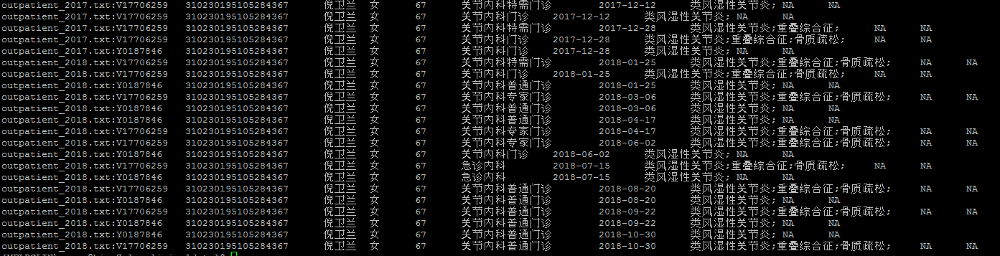 outpatient_2017.txt:V17706259 310230195105284367 倪卫兰 女 67 关节内科特需门诊 2017-12-12 类风湿性关节炎; NA NA
outpatient_2017.txt:Y0187846 310230195105284367 倪卫兰 女 67 关节内科门诊 2017-12-12 类风湿性关节炎; NA NA
outpatient_2017.txt:V17706259 310230195105284367 倪卫兰 女 67 关节内科特需门诊 2017-12-28 类风湿性关节炎;重叠综合征; NA NA
outpatient_2017.txt:V17706259 310230195105284367 倪卫兰 女 67 关节内科门诊 2017-12-28 类风湿性关节炎;重叠综合征;骨质疏松; NA NA
outpatient_2017.txt:Y0187846 310230195105284367 倪卫兰 女 67 关节内科门诊 2017-12-28 类风湿性关节炎; NA NA
outpatient_2018.txt:V17706259 310230195105284367 倪卫兰 女 67 关节内科特需门诊 2018-01-25 类风湿性关节炎;重叠综合征;骨质疏松; NA NA
outpatient_2018.txt:V17706259 310230195105284367 倪卫兰 女 67 关节内科门诊 2018-01-25 类风湿性关节炎;重叠综合征;骨质疏松; NA NA
outpatient_2018.txt:Y0187846 310230195105284367 倪卫兰 女 67 关节内科普通门诊 2018-01-25 类风湿性关节炎; NA NA
outpatient_2018.txt:V17706259 310230195105284367 倪卫兰 女 67 关节内科专家门诊 2018-03-06 类风湿性关节炎;重叠综合征;骨质疏松; NA NA
outpatient_2018.txt:Y0187846 310230195105284367 倪卫兰 女 67 关节内科普通门诊 2018-03-06 类风湿性关节炎; NA NA
outpatient_2018.txt:Y0187846 310230195105284367 倪卫兰 女 67 关节内科普通门诊 2018-04-17 类风湿性关节炎; NA NA
outpatient_2018.txt:V17706259 310230195105284367 倪卫兰 女 67 关节内科专家门诊 2018-04-17 类风湿性关节炎;重叠综合征;骨质疏松; NA NA
outpatient_2018.txt:V17706259 310230195105284367 倪卫兰 女 67 关节内科专家门诊 2018-06-02 类风湿性关节炎;重叠综合征;骨质疏松; NA NA
outpatient_2018.txt:Y0187846 310230195105284367 倪卫兰 女 67 关节内科门诊 2018-06-02 类风湿性关节炎; NA NA
outpatient_2018.txt:V17706259 310230195105284367 倪卫兰 女 67 急诊内科 2018-07-15 类风湿性关节炎;重叠综合征;骨质疏松; NA NA
outpatient_2018.txt:Y0187846 310230195105284367 倪卫兰 女 67 急诊内科 2018-07-15 类风湿性关节炎; NA NA
outpatient_2018.txt:V17706259 310230195105284367 倪卫兰 女 67 关节内科普通门诊 2018-08-20 类风湿性关节炎;重叠综合征;骨质疏松; NA NA
outpatient_2018.txt:Y0187846 310230195105284367 倪卫兰 女 67 关节内科普通门诊 2018-08-20 类风湿性关节炎; NA NA
outpatient_2018.txt:V17706259 310230195105284367 倪卫兰 女 67 关节内科普通门诊 2018-09-22 类风湿性关节炎;重叠综合征;骨质疏松; NA NA
outpatient_2018.txt:Y0187846 310230195105284367 倪卫兰 女 67 关节内科普通门诊 2018-09-22 类风湿性关节炎; NA NA
outpatient_2018.txt:Y0187846 310230195105284367 倪卫兰 女 67 关节内科普通门诊 2018-10-30 类风湿性关节炎; NA NA
outpatient_2018.txt:V17706259 310230195105284367 倪卫兰 女 67 关节内科普通门诊 2018-10-30 类风湿性关节炎;重叠综合征;骨质疏松; NA NA